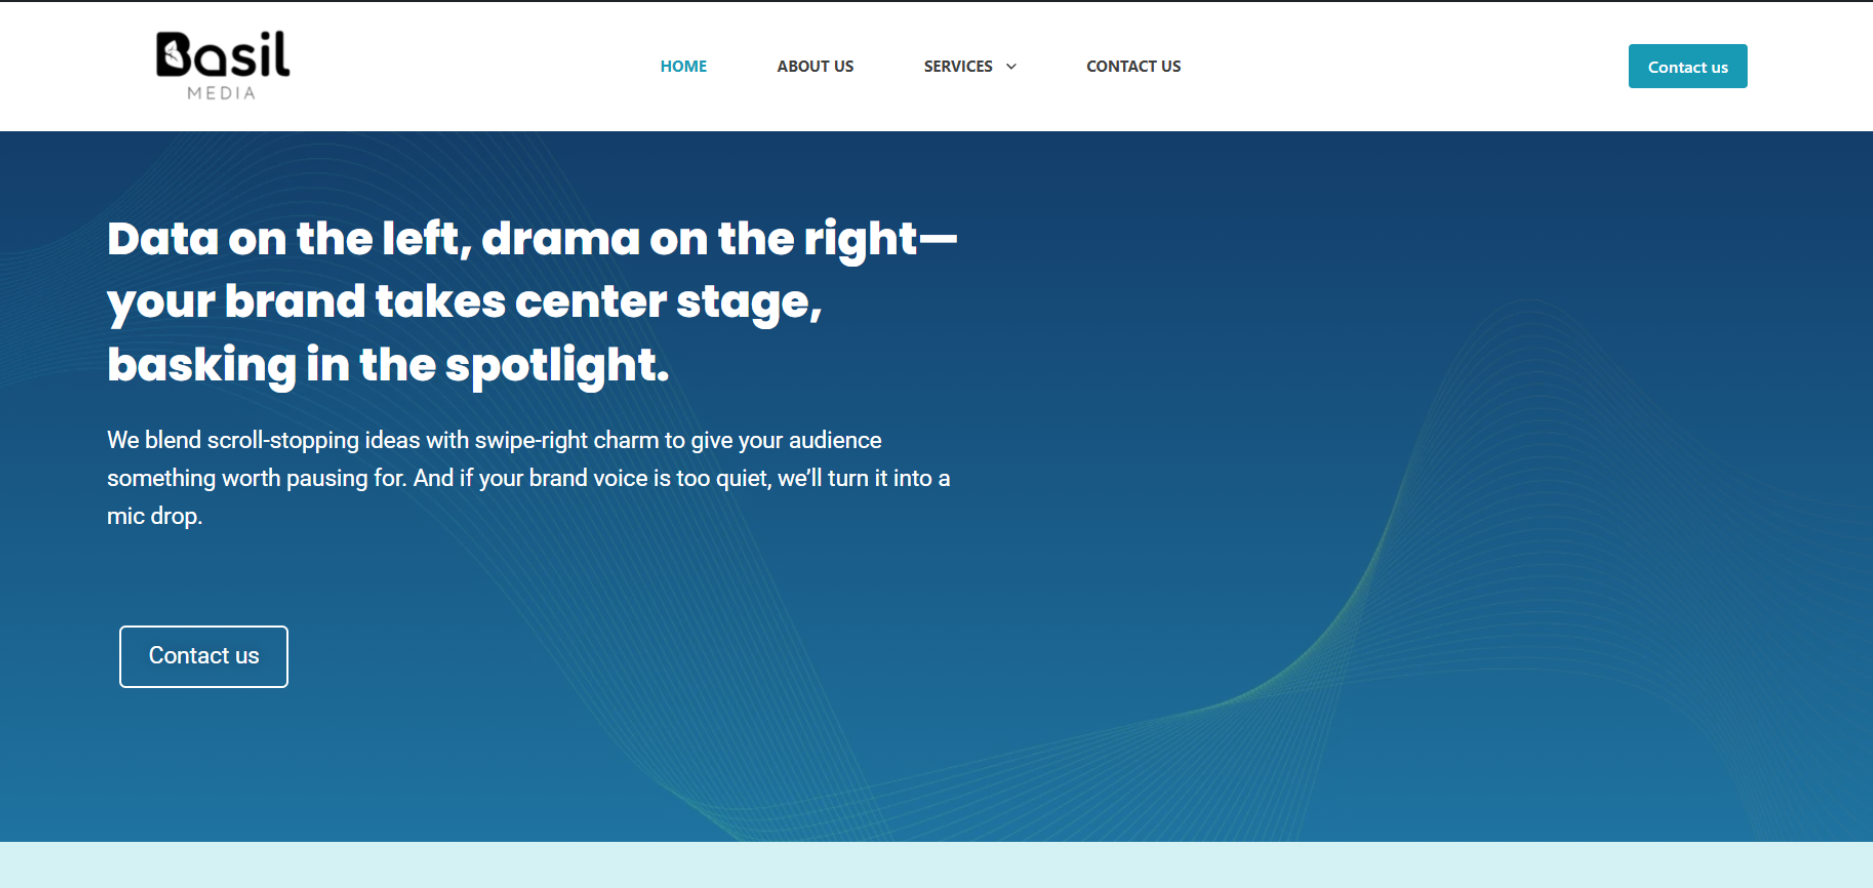 Basil
MEDIA
HOME
ABOUT US
SERVICES
CONTACT US
Contact us
Data on the left, drama on the right—
your brand takes center stage,
basking in the spotlight.
We blend scroll-stopping ideas with swipe-right charm to give your audience
something worth pausing for. And if your brand voice is too quiet, we’ll turn it into a
mic drop.
Contact us